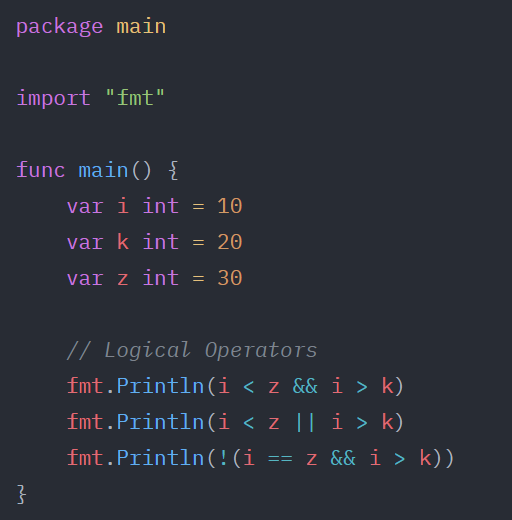 package main
import "fmt"
func main() {
    var i int = 10
    var k int = 20
    var z int = 30
    // Logical Operators
    fmt.Println(i < z && i > k)
    fmt.Println(i < z || i > k)
    fmt.Println(!(i == z && i > k))
}